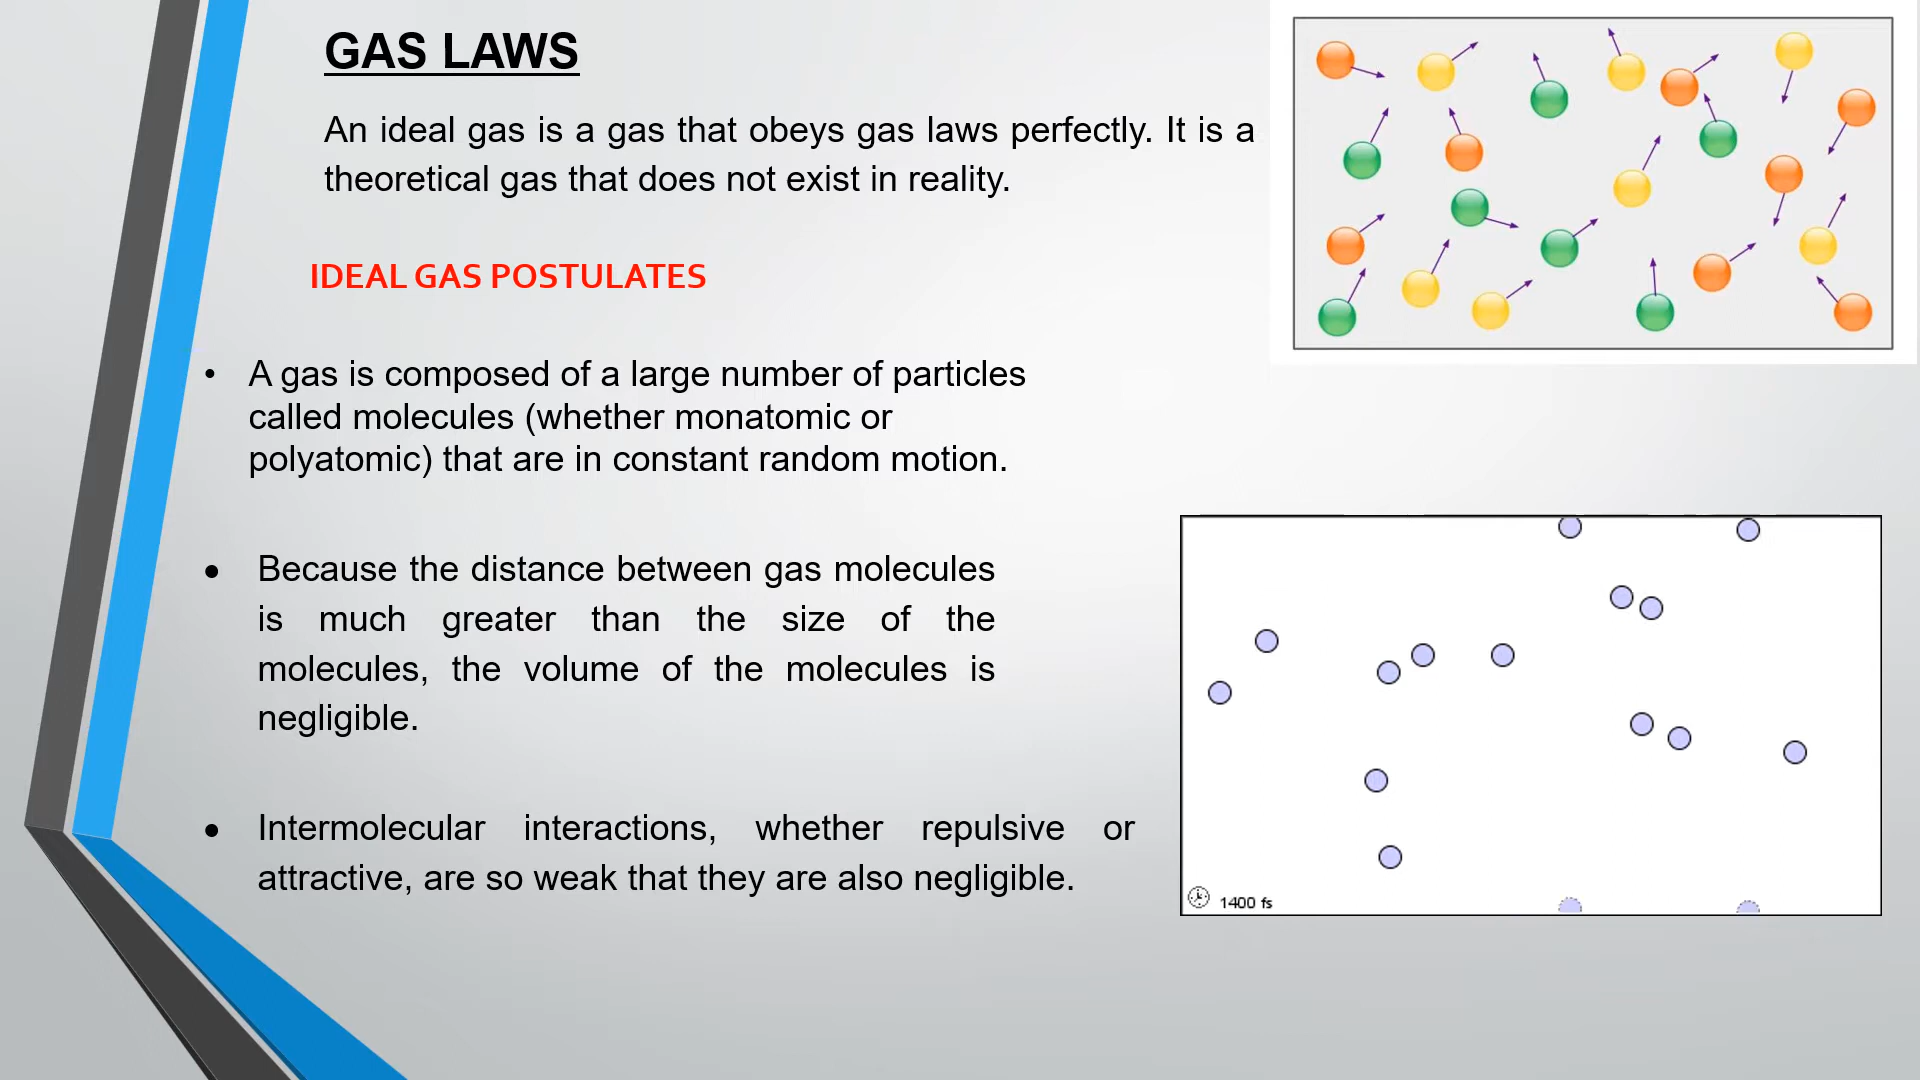 GAS LAWS
An ideal gas is a gas that obeys gas laws perfectly. It is a
theoretical gas that does not exist in reality.
IDEAL GAS POSTULATES
• A gas is composed of a large number of particles
called molecules (whether monatomic or
polyatomic) that are in constant random motion.
• Because the distance between gas molecules
is much greater than the size of the
molecules, the volume of the molecules is
negligible.
• Intermolecular interactions, whether repulsive or
attractive, are so weak that they are also negligible.
1400 fs